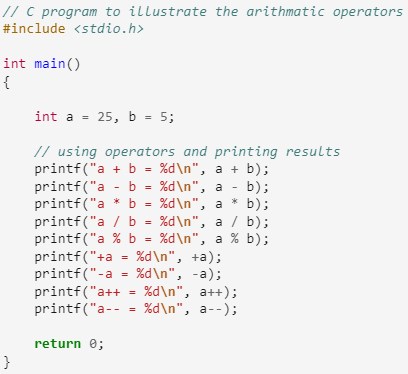 // C program to illustrate the arithmatic operators
#include <stdio.h>
int main()
{
int a = 25, b = 5;
// using operators and printing results
printf("a + b = %d\n", a + b);
printf("a - b = %d\n", a - b);
printf("a * b = %d\n", a * b);
printf("a / b = %d\n", a / b);
printf("a % b = %d\n", a % b);
printf("+a = %d\n", +a);
printf("-a = %d\n", -a);
printf("a++ = %d\n", a++);
printf("a-- = %d\n", a--);
return 0;
}